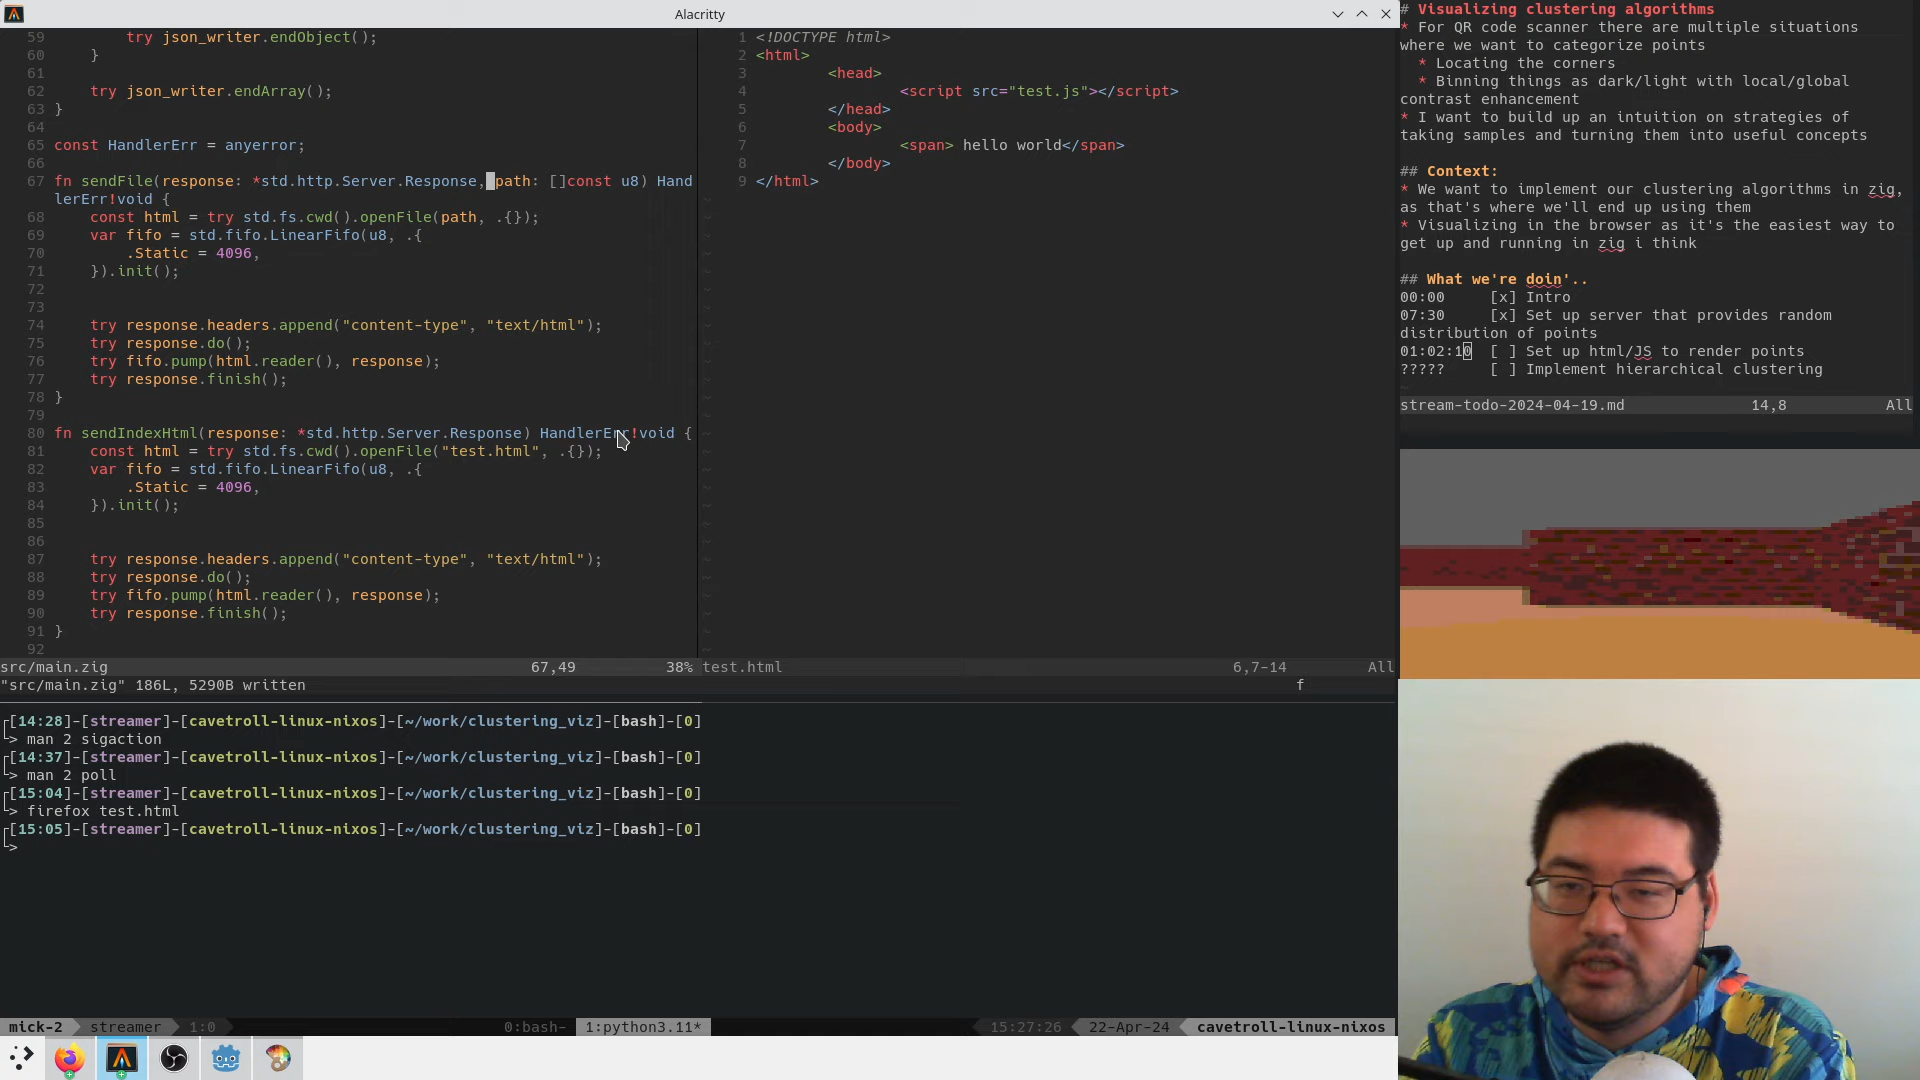 Alacritty
59 try json_writer.endObject();
60 }
61
62 try json_writer.endArray();
63 }
64
65 const HandlerErr = anyerror;
66
67 fn sendFile(response: *std.http.Server.Response, path: []const u8) Hand
lerErr!void {
68 const html = try std.fs.cwd().openFile(path, .{});
69 var fifo = std.fifo.LinearFifo(u8, .{
70 .Static = 4096,
71 }).init();
72
73
74 try response.headers.append("content-type", "text/html");
75 try response.do();
76 try fifo.pump(html.reader(), response);
77 try response.finish();
78 }
79
80 fn sendIndexHtml(response: *std.http.Server.Response) HandlerErr!void {
81 const html = try std.fs.cwd().openFile("test.html", .{});
82 var fifo = std.fifo.LinearFifo(u8, .{
83 .Static = 4096,
84 }).init();
85
86
87 try response.headers.append("content-type", "text/html");
88 try response.do();
89 try fifo.pump(html.reader(), response);
90 try response.finish();
91 }
92
src/main.zig 67,49 38%
"src/main.zig" 186L, 5290B written f
1 <!DOCTYPE html>
2 <html>
3 <head>
4 <script src="test.js"></script>
5 </head>
6 <body>
7 <span> hello world</span>
8 </body>
9 </html>
test.html 6,7-14 All
┌[14:28]-[streamer]-[cavetroll-linux-nixos]-[~/work/clustering_viz]-[bash]-[0]
└> man 2 sigaction
┌[14:37]-[streamer]-[cavetroll-linux-nixos]-[~/work/clustering_viz]-[bash]-[0]
└> man 2 poll
┌[15:04]-[streamer]-[cavetroll-linux-nixos]-[~/work/clustering_viz]-[bash]-[0]
└> firefox test.html
┌[15:05]-[streamer]-[cavetroll-linux-nixos]-[~/work/clustering_viz]-[bash]-[0]
└>
mick-2 streamer 1:0 0:bash- 1:python3.11* 15:27:26 22-Apr-24 cavetroll-linux-nixos
# Visualizing clustering algorithms
* For QR code scanner there are multiple situations
where we want to categorize points
* Locating the corners
* Binning things as dark/light with local/global
contrast enhancement
* I want to build up an intuition on strategies of
taking samples and turning them into useful concepts
## Context:
* We want to implement our clustering algorithms in zig,
as that's where we'll end up using them
* Visualizing in the browser as it's the easiest way to
get up and running in zig i think
## What we're doin'..
00:00 [x] Intro
07:30 [x] Set up server that provides random
distribution of points
01:02:10 [ ] Set up html/JS to render points
????? [ ] Implement hierarchical clustering
stream-todo-2024-04-19.md 14,8 All